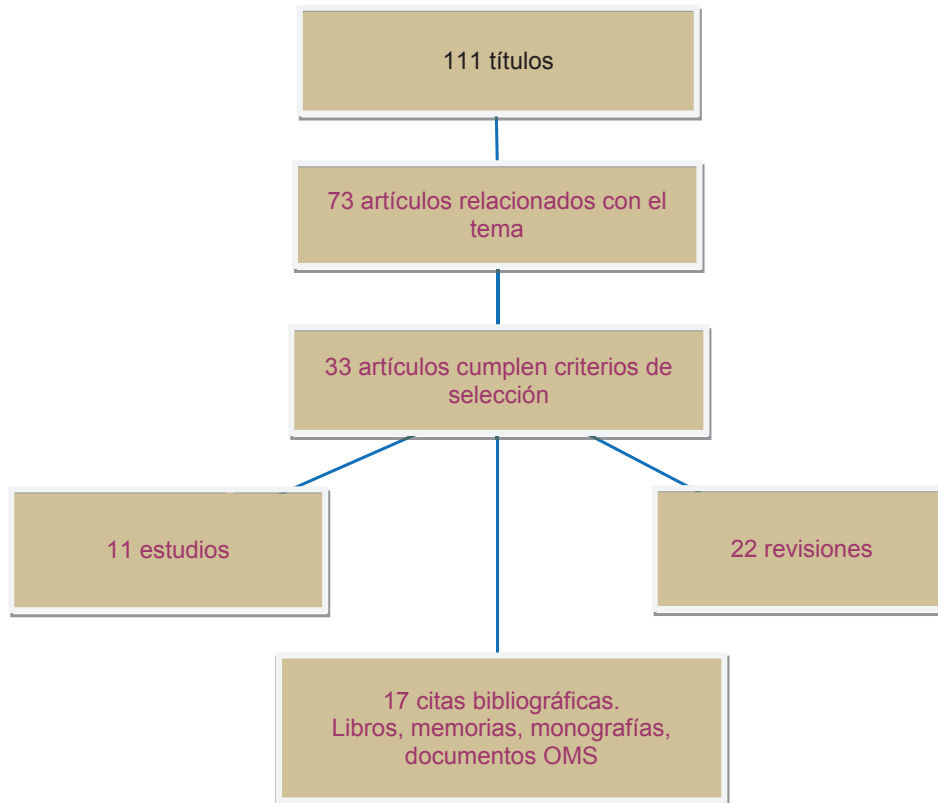 111 títulos
73 artículos relacionados con el
tema
33 artículos cumplen criterios de
selección
11 estudios
22 revisiones
17 citas bibliográficas.
Libros, memorias, monografías,
documentos OMS